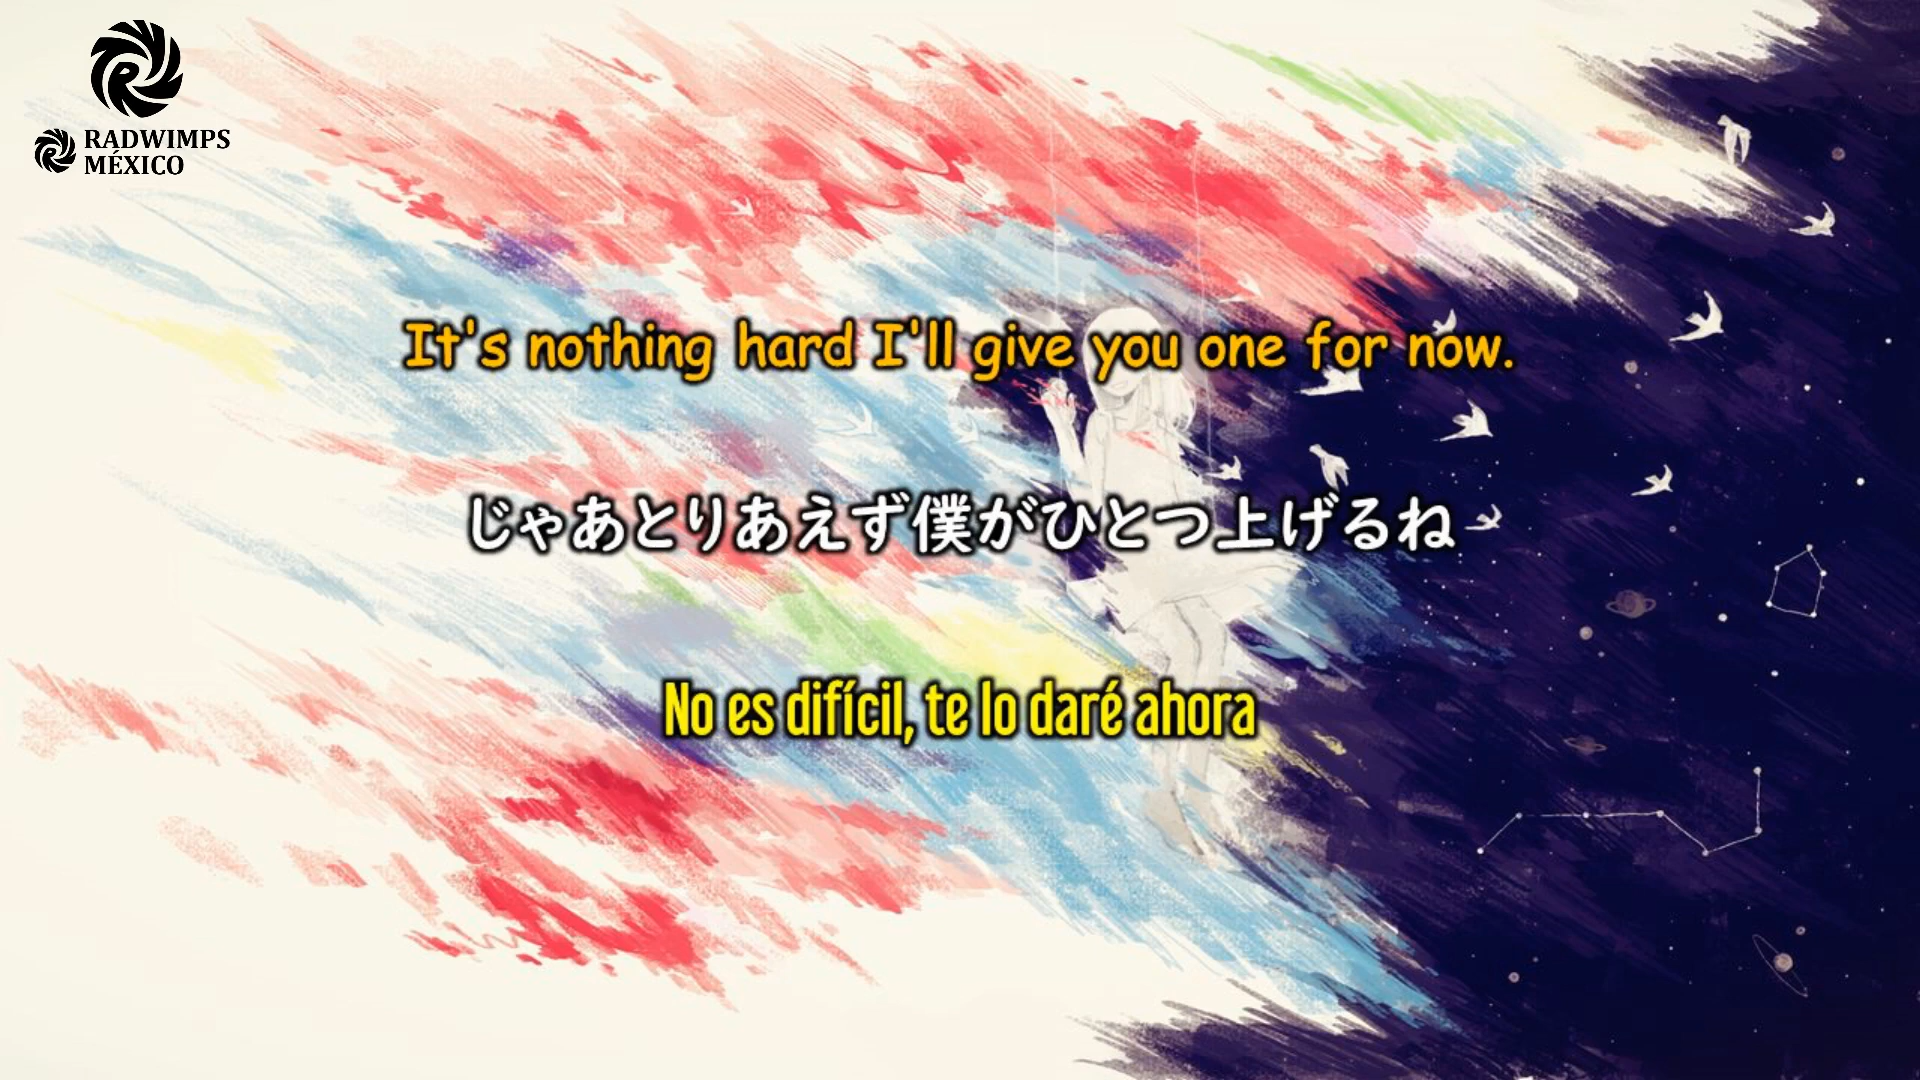 RADWIMPS
MÉXICO
It's nothing hard I'll give you one for now.
じゃあとりあえず僕がひとつ上げるね
No es difícil, te lo daré ahora